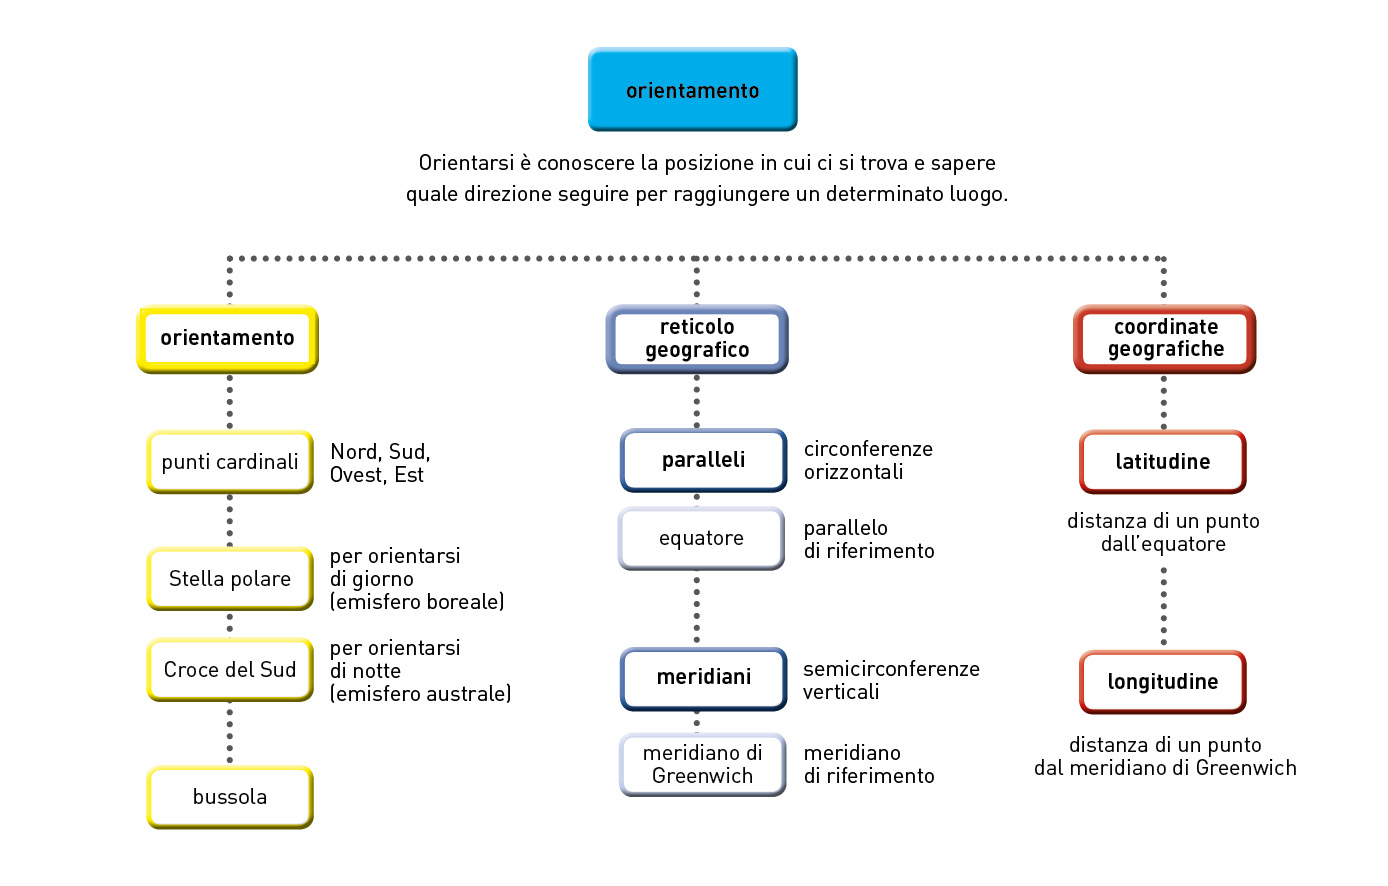 orientamento
Orientarsi è conoscere la posizione in cui ci si trova e sapere
quale direzione seguire per raggiungere un determinato luogo.
orientamento
punti cardinali
Nord, Sud,
Ovest, Est
Stella polare
per orientarsi
di giorno
(emisfero boreale)
Croce del Sud
per orientarsi
di notte
(emisfero australe)
bussola
reticolo
geografico
paralleli
circonferenze
orizzontali
equatore
parallelo
di riferimento
meridiani
semicirconferenze
verticali
meridiano di
Greenwich
meridiano
di riferimento
coordinate
geografiche
latitudine
distanza di un punto
dall’equatore
longitudine
distanza di un punto
dal meridiano di Greenwich